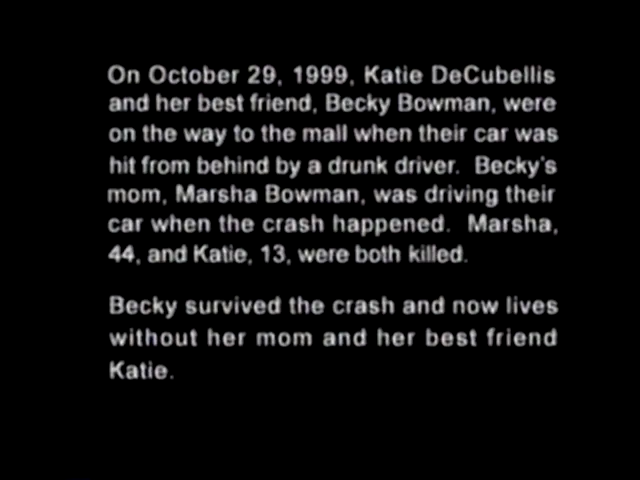 On October 29, 1999, Katie DeCubellis
and her best friend, Becky Bowman, were
on the way to the mall when their car was
hit from behind by a drunk driver. Becky's
mom, Marsha Bowman, was driving their
car when the crash happened. Marsha,
44, and Katie, 13, were both killed.
Becky survived the crash and now lives
without her mom and her best friend
Katie.